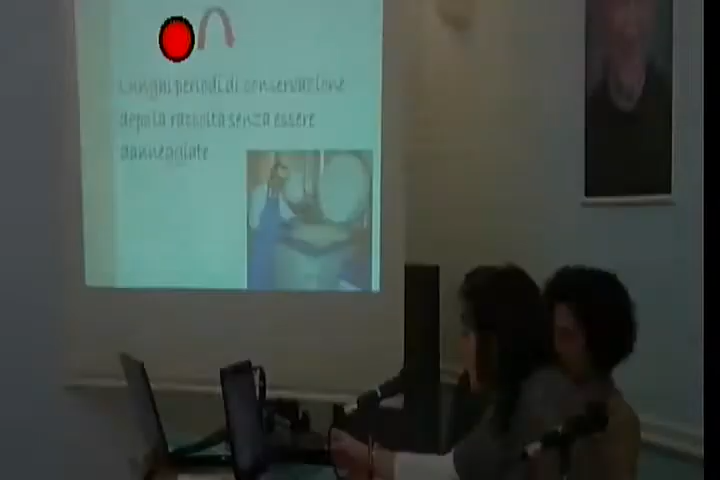 Lunghi periodi di conservazione
dopo la raccolta senza essere
danneggiate